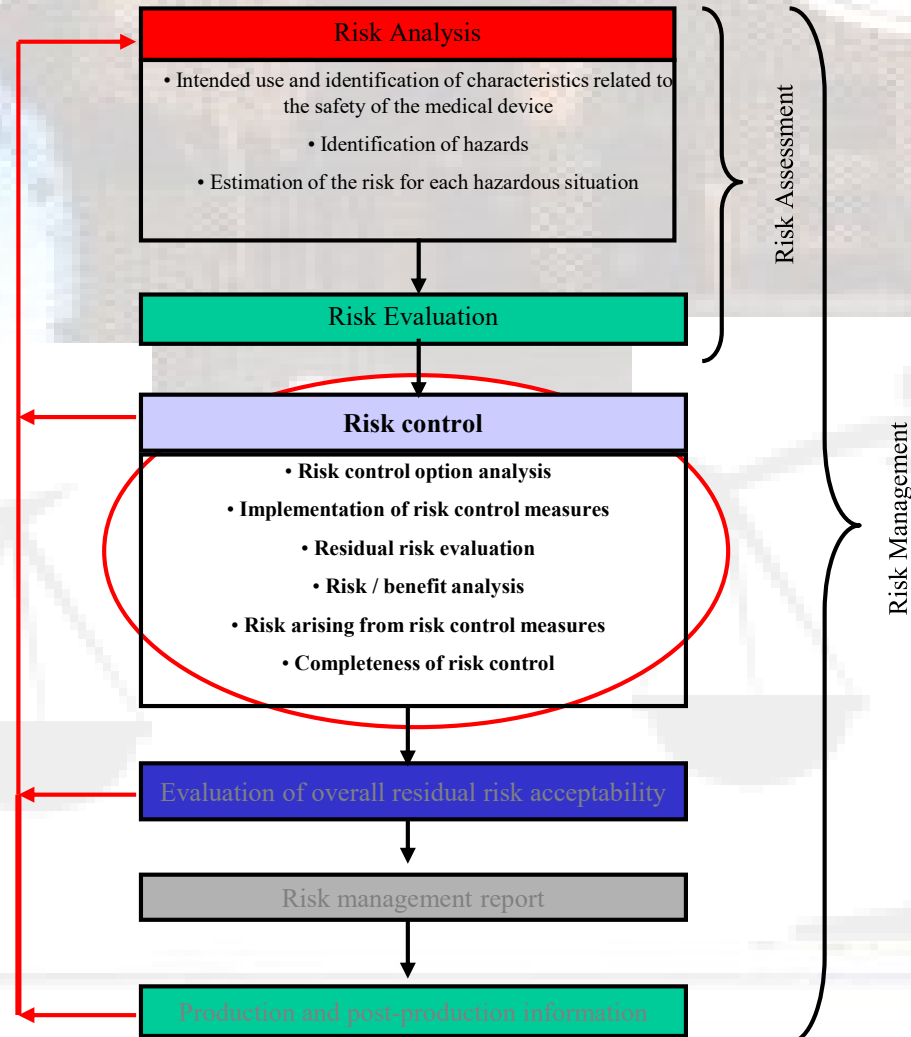 Risk Analysis
• Intended use and identification of characteristics related to
the safety of the medical device
• Identification of hazards
• Estimation of the risk for each hazardous situation
Risk Assessment
Risk Evaluation
Risk control
• Risk control option analysis
• Implementation of risk control measures
• Residual risk evaluation
• Risk / benefit analysis
• Risk arising from risk control measures
• Completeness of risk control
Risk Management
Evaluation of overall residual risk acceptability
Risk management report
Production and post-production information